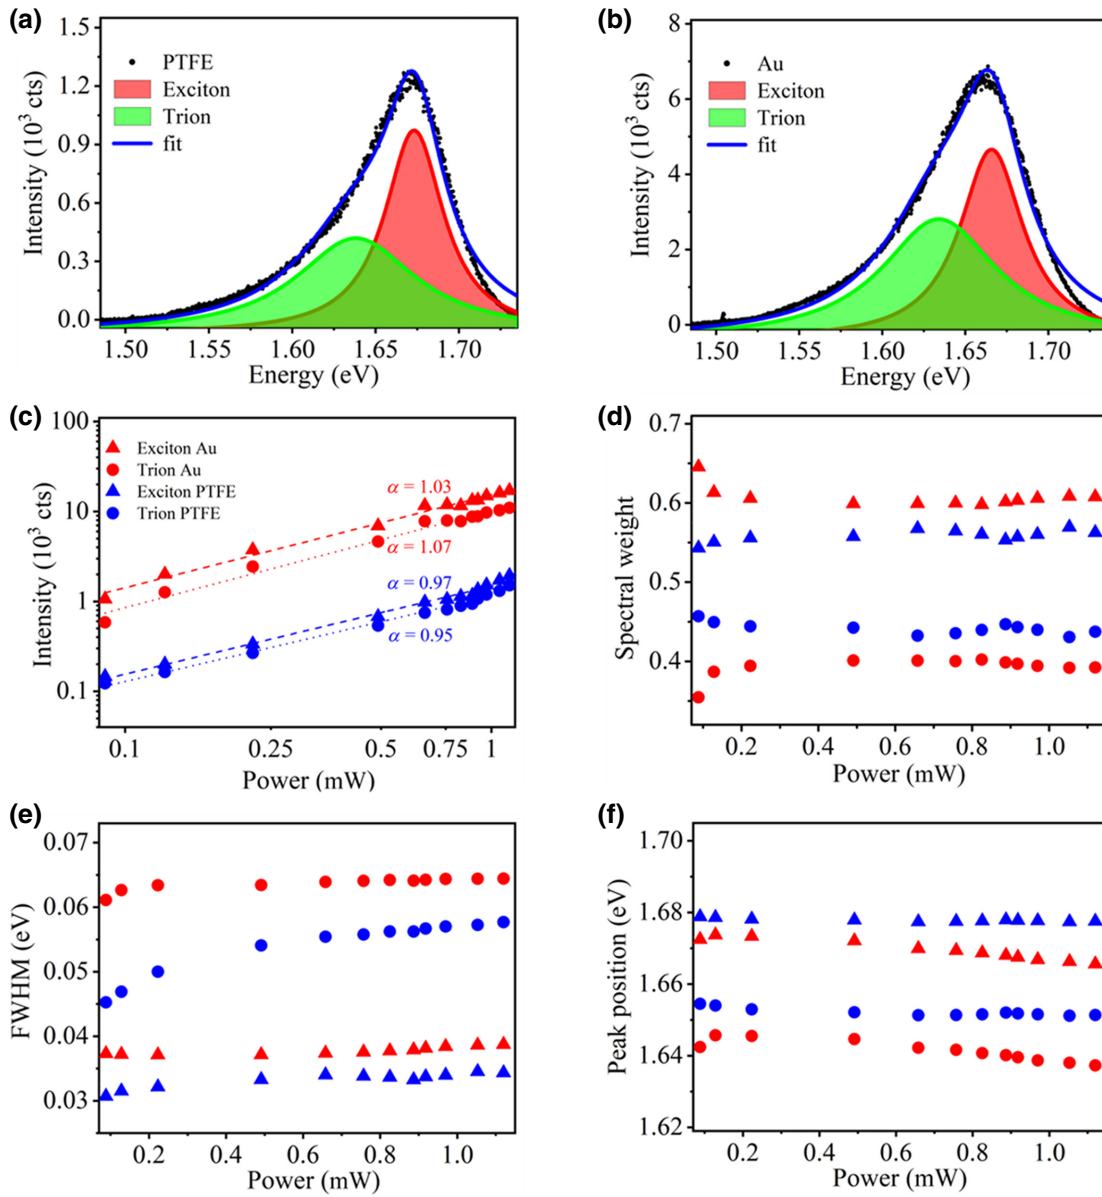 (a)
1.5
1.2
0.9
0.6
0.3
0.0
Intensity (10³ cts)
PTFE
Exciton
Trion
fit
1.50 1.55 1.60 1.65 1.70
Energy (eV)
(b)
8
6
4
2
0
Intensity (10³ cts)
Au
Exciton
Trion
fit
1.50 1.55 1.60 1.65 1.70
Energy (eV)
(c)
100
10
1
0.1
Intensity (10³ cts)
Exciton Au
Trion Au
Exciton PTFE
Trion PTFE
α = 1.03
α = 1.07
α = 0.97
α = 0.95
0.1 0.25 0.5 0.75 1
Power (mW)
(d)
0.7
0.6
0.5
0.4
Spectral weight
0.2 0.4 0.6 0.8 1.0
Power (mW)
(e)
0.07
0.06
0.05
0.04
0.03
FWHM (eV)
0.2 0.4 0.6 0.8 1.0
Power (mW)
(f)
1.70
1.68
1.66
1.64
1.62
Peak position (eV)
0.2 0.4 0.6 0.8 1.0
Power (mW)